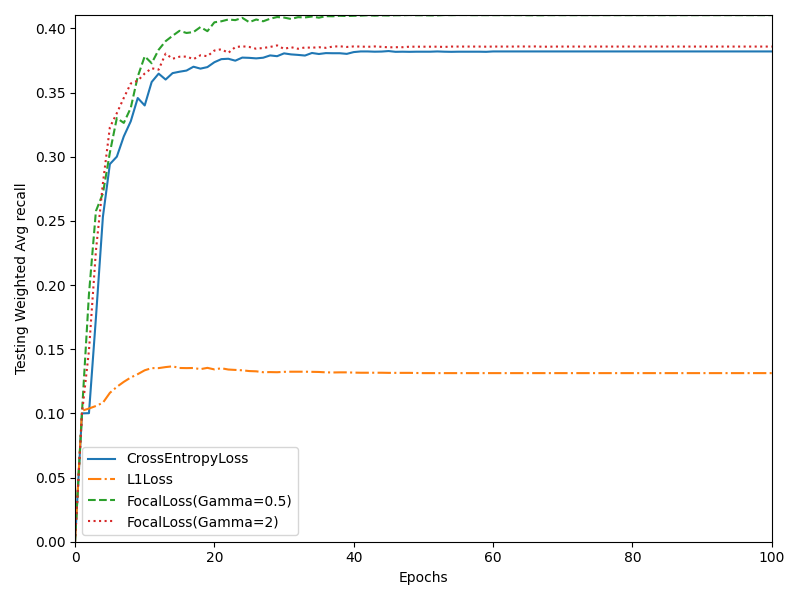 0.40
0.35
0.30
0.25
0.20
0.15
0.10
0.05
0.00
Testing Weighted Avg recall
CrossEntropyLoss
L1Loss
FocalLoss(Gamma=0.5)
FocalLoss(Gamma=2)
0 20 40 60 80 100
Epochs